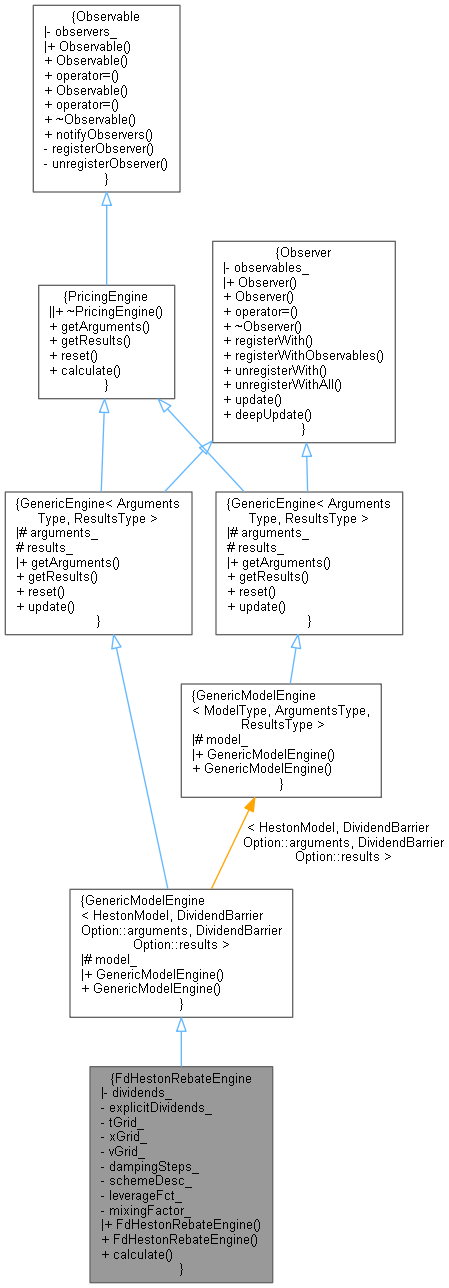 {Observable
|- observers_
|+ Observable()
+ Observable()
+ operator=()
+ Observable()
+ operator=()
+ ~Observable()
+ notifyObservers()
- registerObserver()
- unregisterObserver()
}
{Observer
|- observables_
|+ Observer()
+ Observer()
+ operator=()
+ ~Observer()
+ registerWith()
+ registerWithObservables()
+ unregisterWith()
+ unregisterWithAll()
+ update()
+ deepUpdate()
}
{PricingEngine
||+ ~PricingEngine()
+ getArguments()
+ getResults()
+ reset()
+ calculate()
}
{GenericEngine< Arguments
Type, ResultsType >
|# arguments_
# results_
|+ getArguments()
+ getResults()
+ reset()
+ update()
}
{GenericEngine< Arguments
Type, ResultsType >
|# arguments_
# results_
|+ getArguments()
+ getResults()
+ reset()
+ update()
}
{GenericModelEngine
< ModelType, ArgumentsType,
ResultsType >
|# model_
|+ GenericModelEngine()
+ GenericModelEngine()
}
< HestonModel, DividendBarrier
Option::arguments, DividendBarrier
Option::results >
{GenericModelEngine
< HestonModel, DividendBarrier
Option::arguments, DividendBarrier
Option::results >
|# model_
|+ GenericModelEngine()
+ GenericModelEngine()
}
{FdHestonRebateEngine
|- dividends_
- explicitDividends_
- tGrid_
- xGrid_
- vGrid_
- dampingSteps_
- schemeDesc_
- leverageFct_
- mixingFactor_
|+ FdHestonRebateEngine()
+ FdHestonRebateEngine()
+ calculate()
}